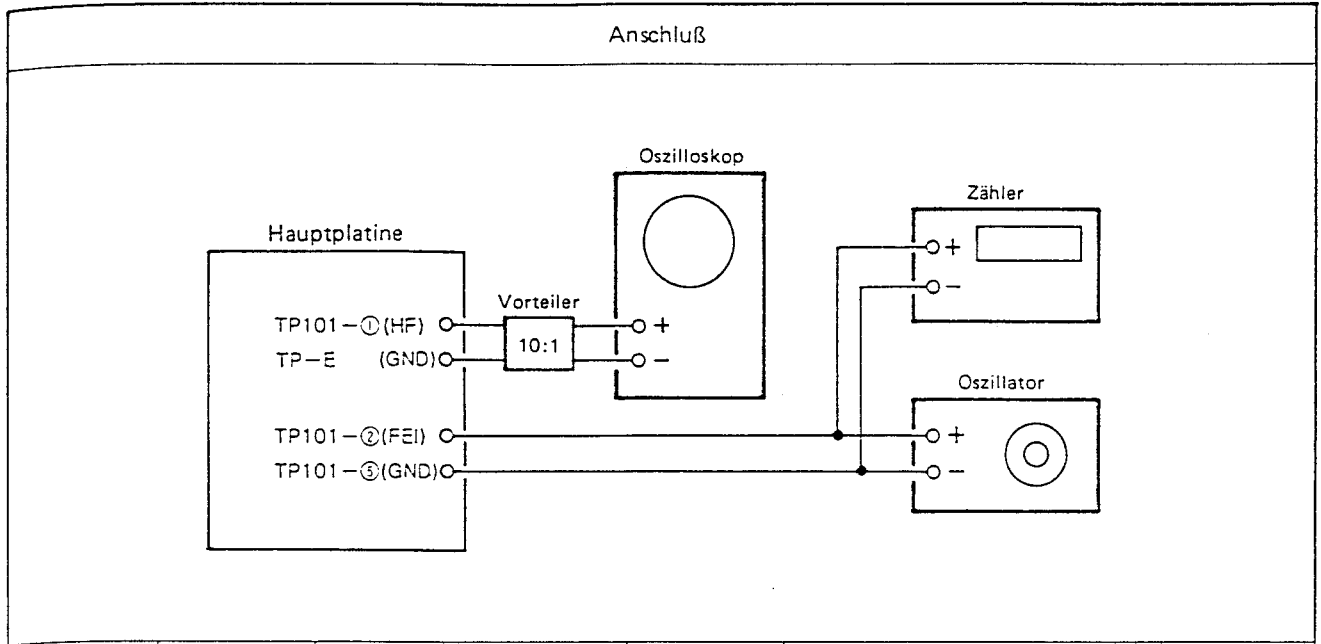 Anschluß
Oszilloskop
Zähler
Hauptplatine
+
−
Vorteiler
TP101−①(HF)
+
10:1
TP−E (GND)
−
Oszillator
TP101−②(FEI)
+
TP101−⑤(GND)
−